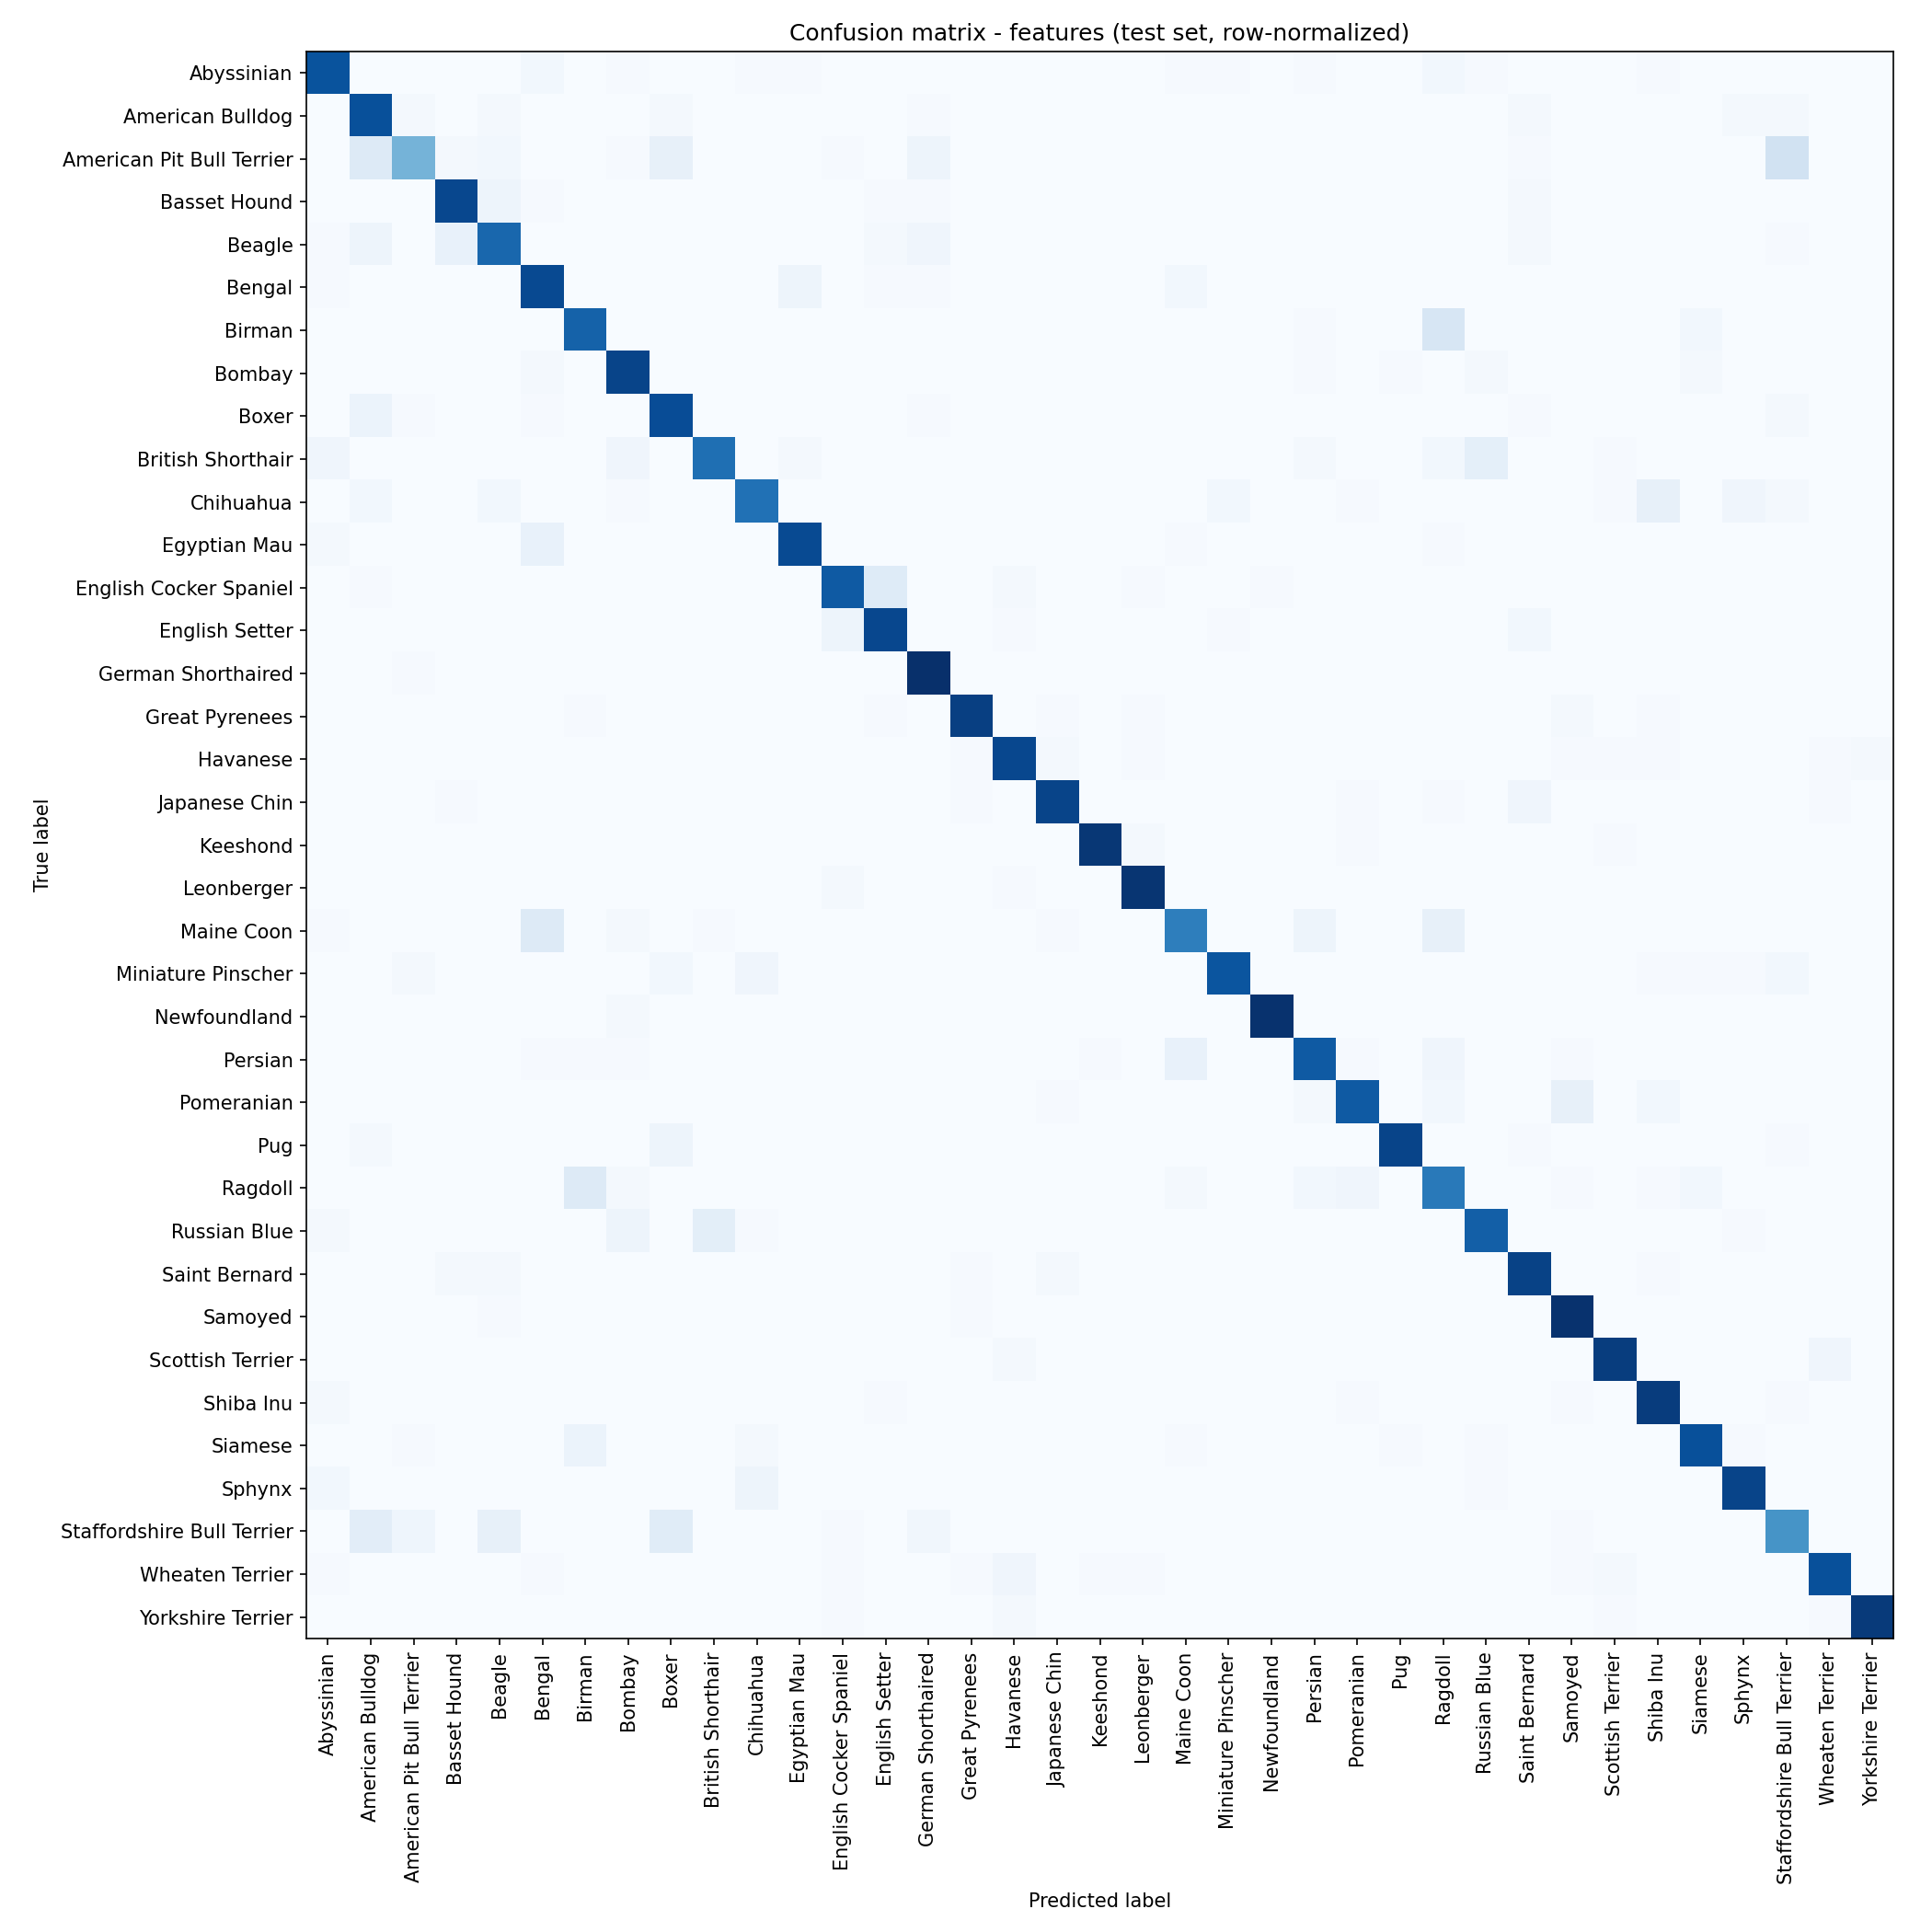 Confusion matrix - features (test set, row-normalized)
True label
Abyssinian
American Bulldog
American Pit Bull Terrier
Basset Hound
Beagle
Bengal
Birman
Bombay
Boxer
British Shorthair
Chihuahua
Egyptian Mau
English Cocker Spaniel
English Setter
German Shorthaired
Great Pyrenees
Havanese
Japanese Chin
Keeshond
Leonberger
Maine Coon
Miniature Pinscher
Newfoundland
Persian
Pomeranian
Pug
Ragdoll
Russian Blue
Saint Bernard
Samoyed
Scottish Terrier
Shiba Inu
Siamese
Sphynx
Staffordshire Bull Terrier
Wheaten Terrier
Yorkshire Terrier
Abyssinian
American Bulldog
American Pit Bull Terrier
Basset Hound
Beagle
Bengal
Birman
Bombay
Boxer
British Shorthair
Chihuahua
Egyptian Mau
English Cocker Spaniel
English Setter
German Shorthaired
Great Pyrenees
Havanese
Japanese Chin
Keeshond
Leonberger
Maine Coon
Miniature Pinscher
Newfoundland
Persian
Pomeranian
Pug
Ragdoll
Russian Blue
Saint Bernard
Samoyed
Scottish Terrier
Shiba Inu
Siamese
Sphynx
Staffordshire Bull Terrier
Wheaten Terrier
Yorkshire Terrier
Predicted label